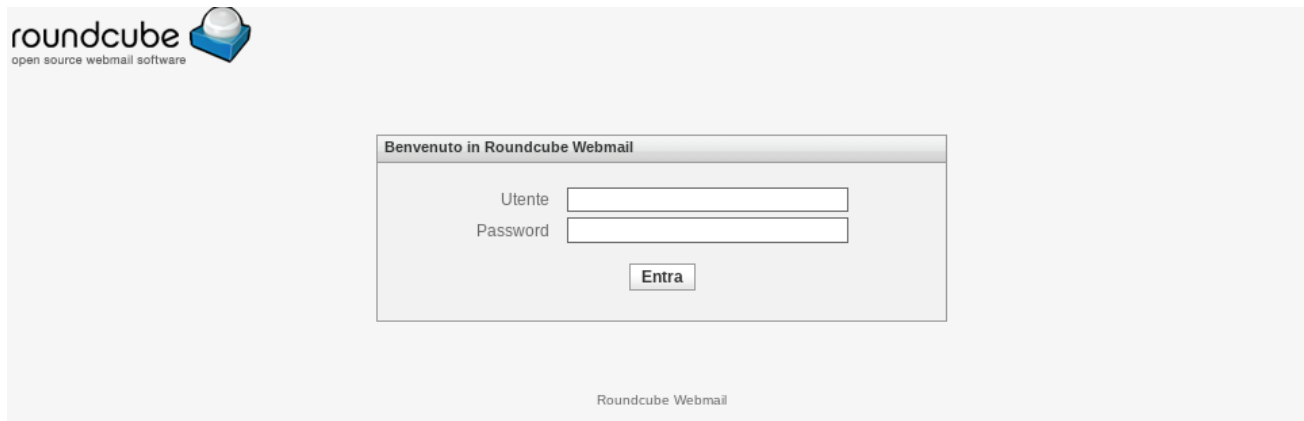 roundcube
open source webmail software
Benvenuto in Roundcube Webmail
Utente
Password
Entra
Roundcube Webmail